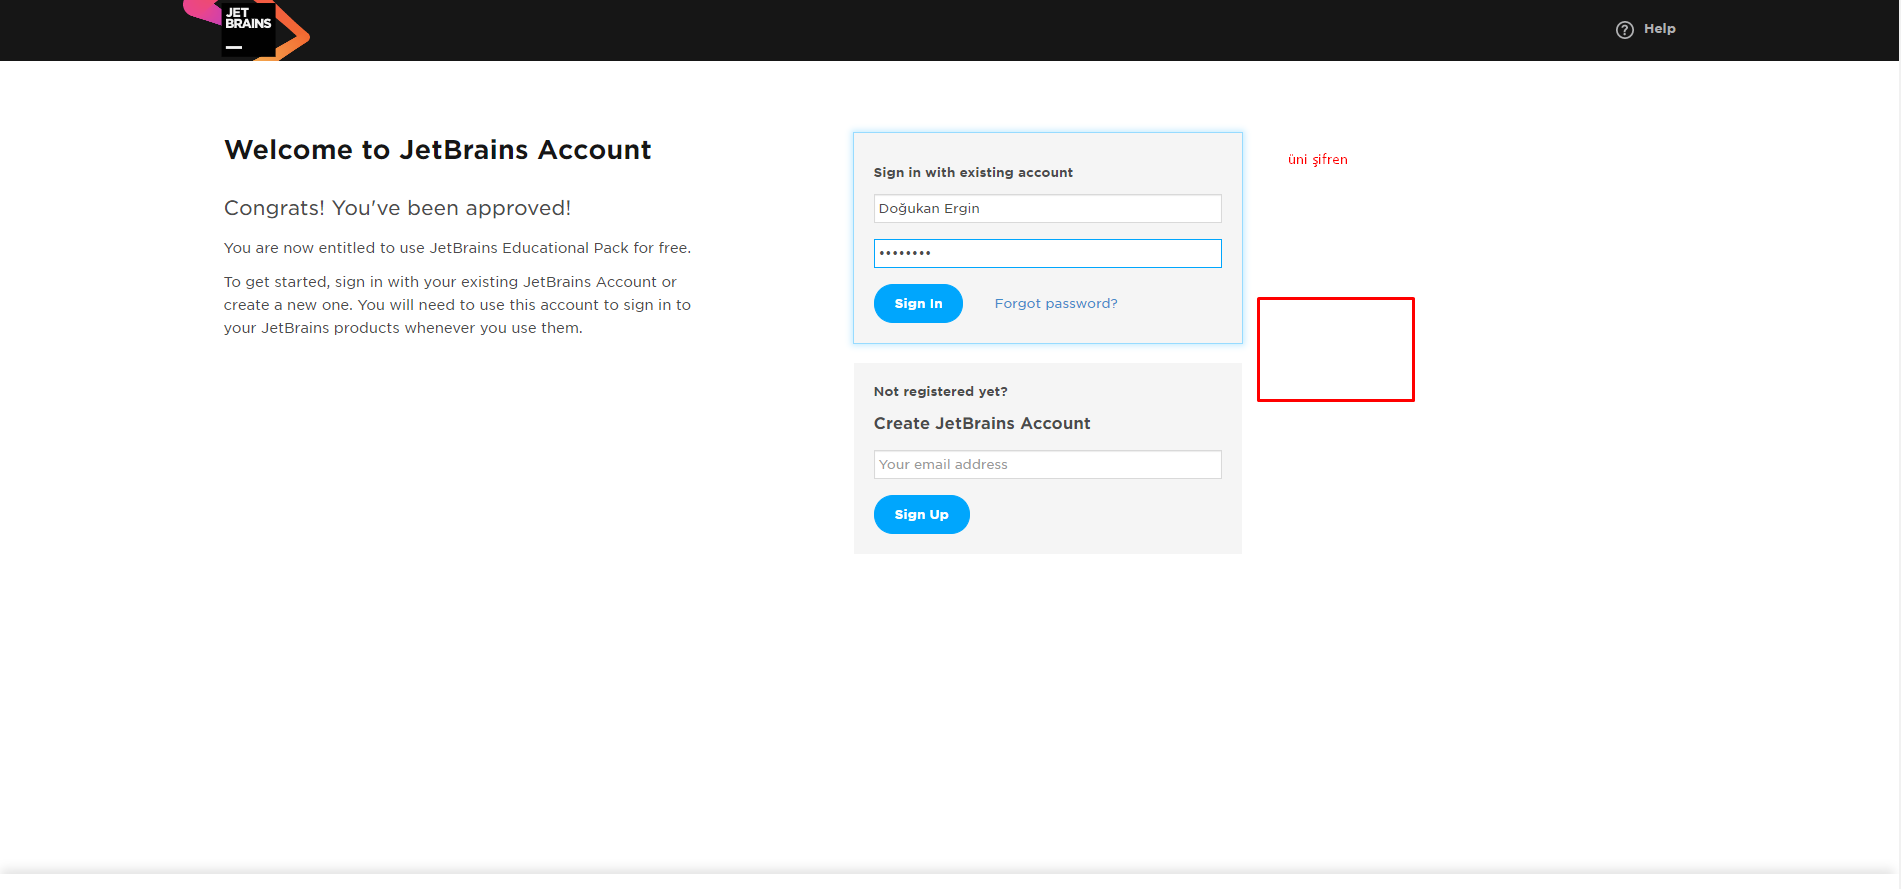 JET
BRAINS
Help
Welcome to JetBrains Account
Congrats! You've been approved!
You are now entitled to use JetBrains Educational Pack for free.
To get started, sign in with your existing JetBrains Account or
create a new one. You will need to use this account to sign in to
your JetBrains products whenever you use them.
Sign in with existing account
Doğukan Ergin
••••••••
Sign In
Forgot password?
üni şifren
Not registered yet?
Create JetBrains Account
Your email address
Sign Up